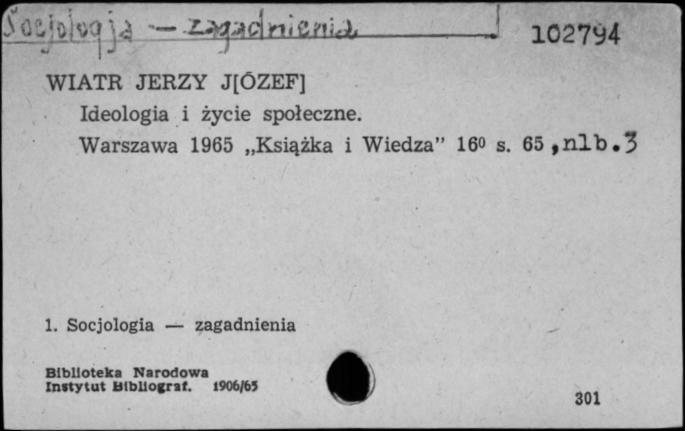 Socjologja — zagadnienia
102794
WIATR JERZY J[ÓZEF]
Ideologia i życie społeczne.
Warszawa 1965 „Książka i Wiedza” 16⁰ s. 65, nlb. 3
1. Socjologia — zagadnienia
Biblioteka Narodowa
Instytut Bibliograf. 1906/65
301